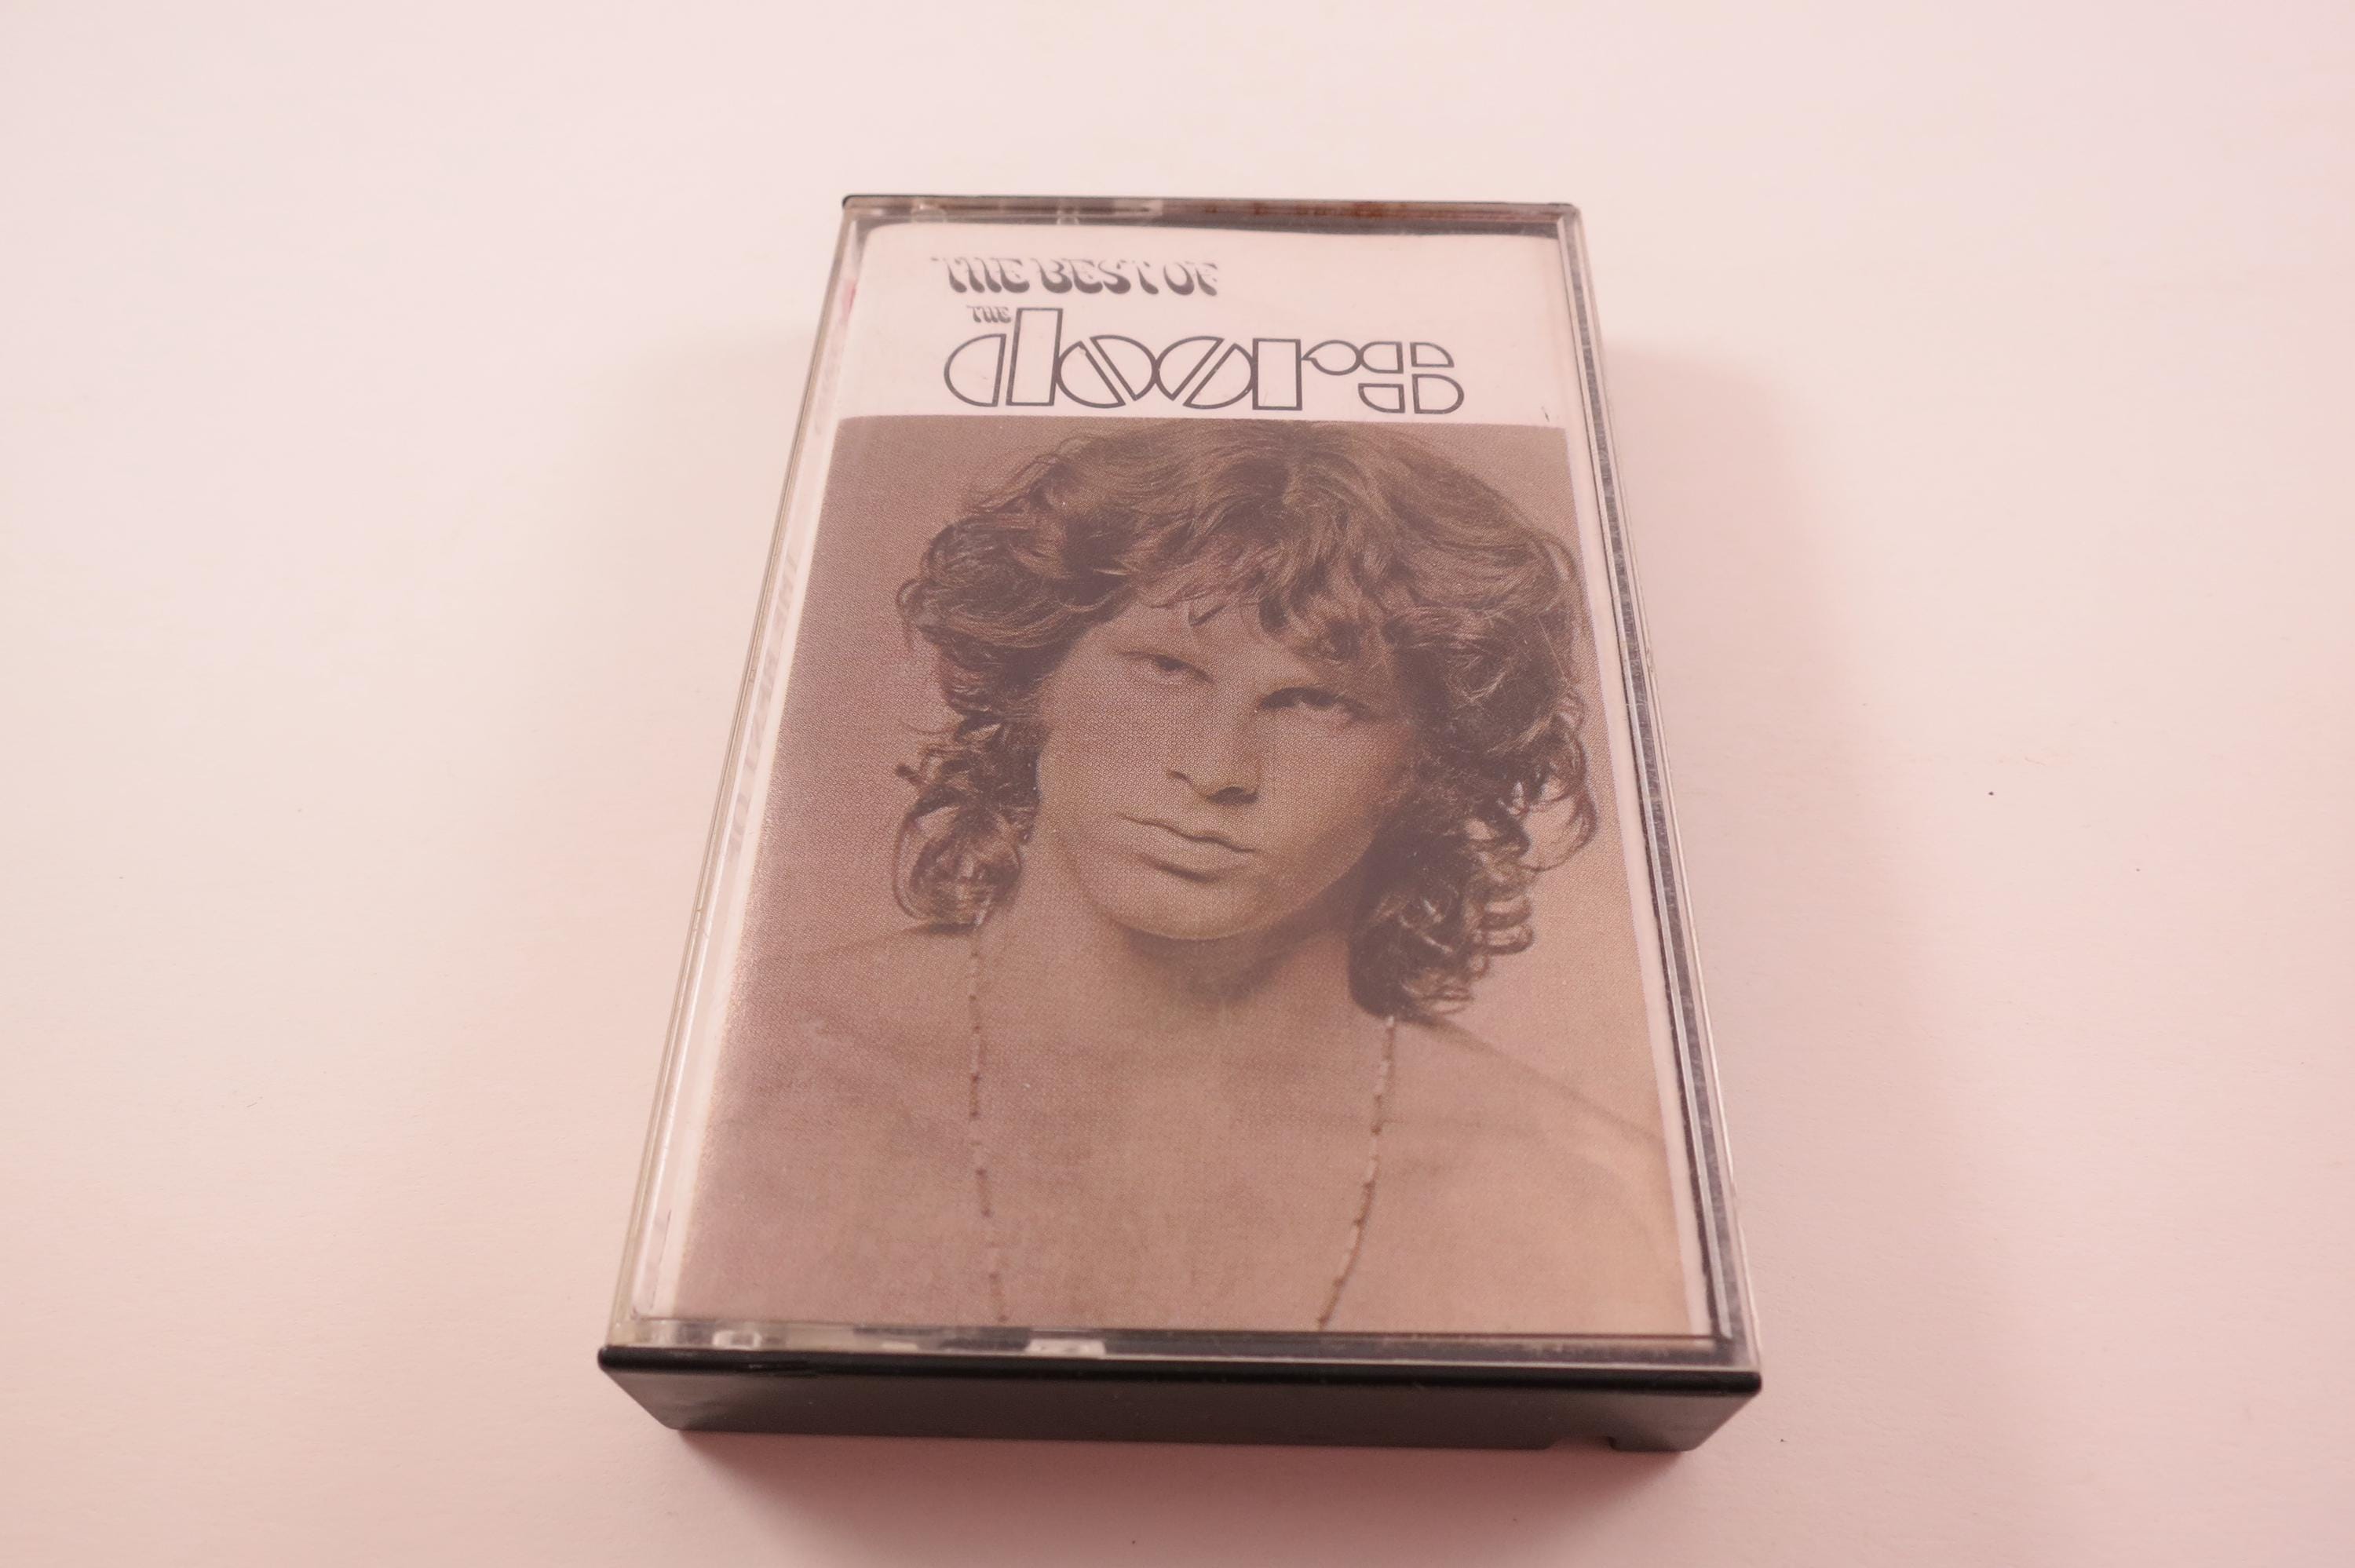 THE BEST OF
THE
doors